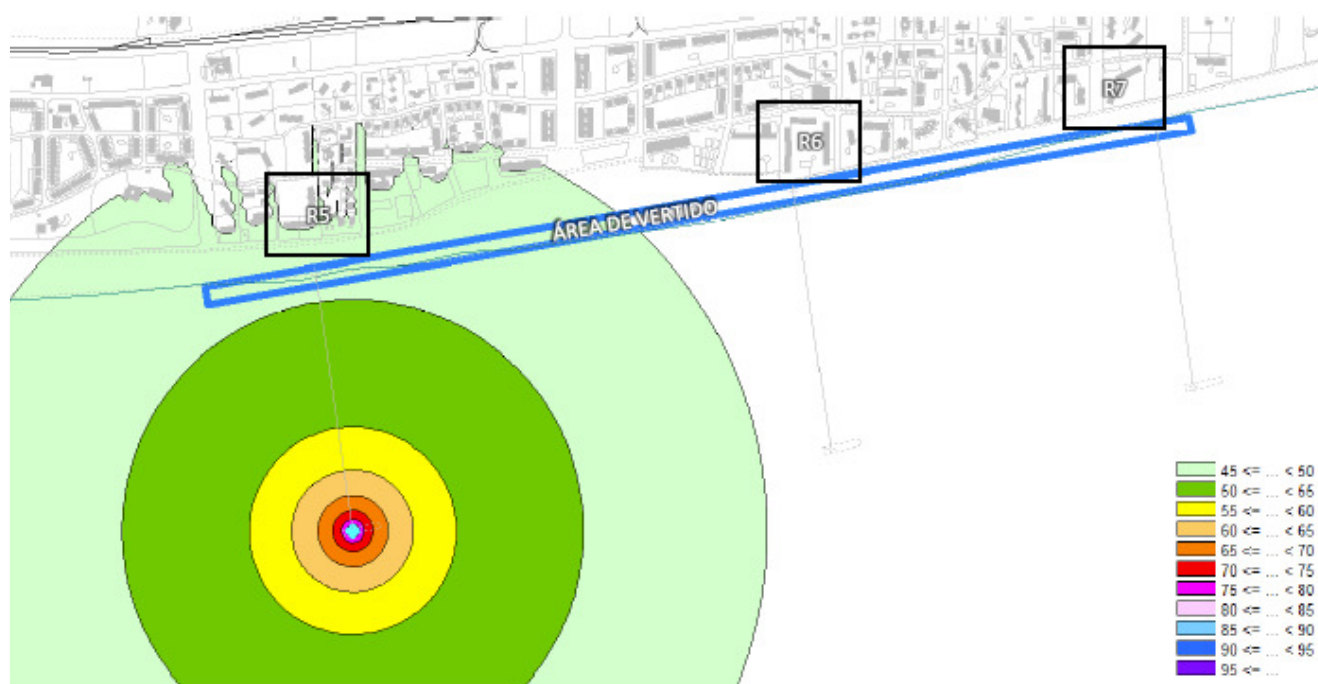 R7
R6
R5
ÁREA DE VERTIDO
45 <= ... < 50
50 <= ... < 55
55 <= ... < 60
60 <= ... < 65
65 <= ... < 70
70 <= ... < 75
75 <= ... < 80
80 <= ... < 85
85 <= ... < 90
90 <= ... < 95
95 <= ...